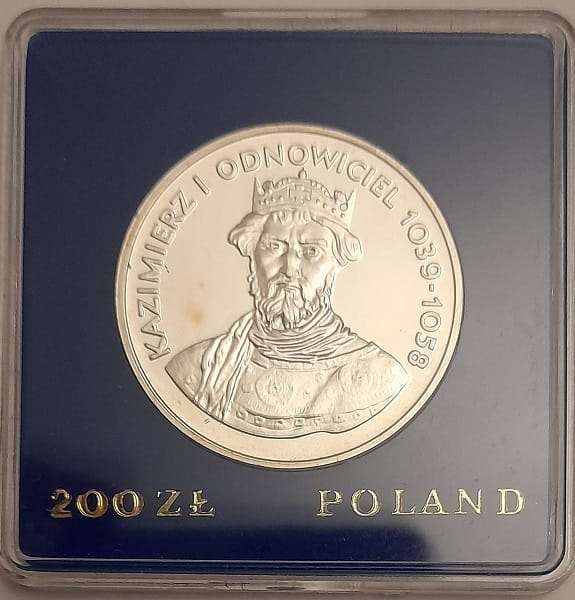 KAZIMIERZ I ODNOWICIEL 1039-1058
200 ZŁ POLAND